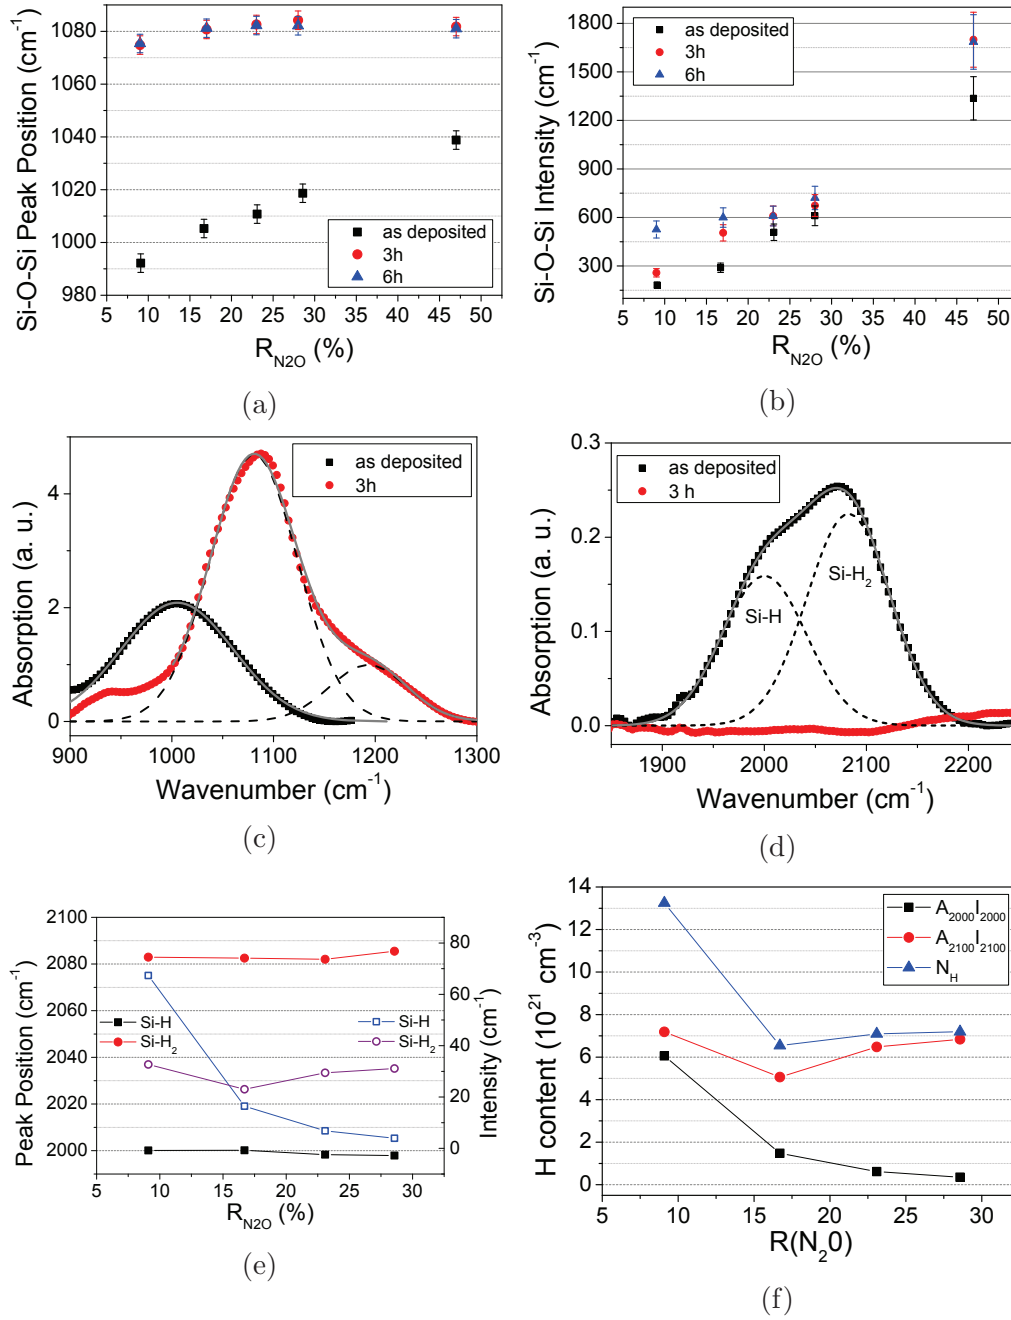 1080
1060
1040
1020
1000
980
5 10 15 20 25 30 35 40 45 50
Si-O-Si Peak Position (cm⁻¹)
R_N2O (%)
as deposited
3h
6h
(a)
1800
1500
1200
900
600
300
5 10 15 20 25 30 35 40 45 50
Si-O-Si Intensity (cm⁻¹)
R_N2O (%)
as deposited
3h
6h
(b)
4
2
0
900 1000 1100 1200 1300
Absorption (a. u.)
Wavenumber (cm⁻¹)
as deposited
3h
(c)
0.3
0.2
0.1
0.0
1900 2000 2100 2200
Absorption (a. u.)
Wavenumber (cm⁻¹)
as deposited
3 h
Si-H
Si-H₂
(d)
2100
2080
2060
2040
2020
2000
5 10 15 20 25 30 35
80
60
40
20
0
Peak Position (cm⁻¹)
Intensity (cm⁻¹)
R_N2O (%)
Si-H
Si-H₂
Si-H
Si-H₂
(e)
14
12
10
8
6
4
2
0
5 10 15 20 25 30
H content (10²¹ cm⁻³)
R(N₂0)
A₂₀₀₀I₂₀₀₀
A₂₁₀₀I₂₁₀₀
N_H
(f)